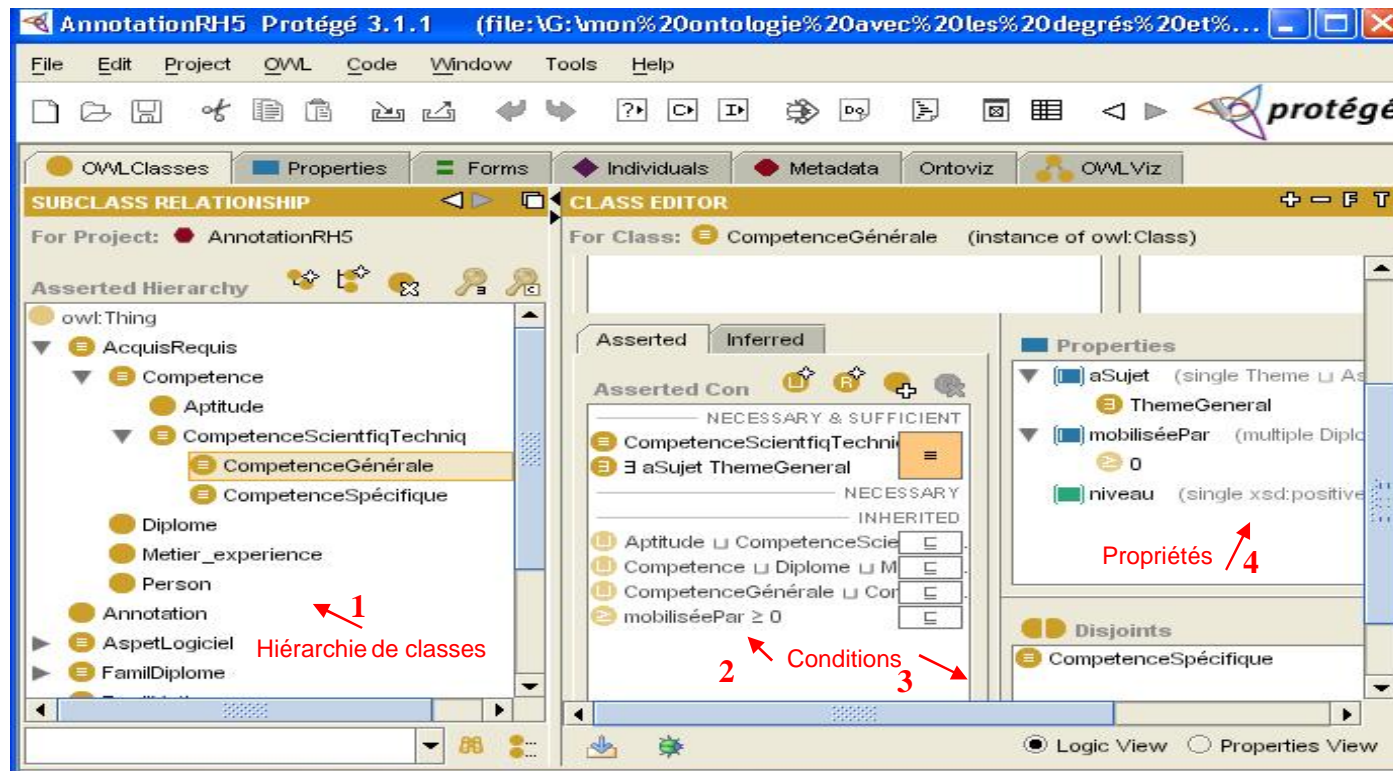 AnnotationRH5 Protégé 3.1.1 (file:\G:\mon%20ontologie%20avec%20les%20degrés%20et%...
File Edit Project OWL Code Window Tools Help
protégé
OWLClasses Properties Forms Individuals Metadata Ontoviz OWLViz
SUBCLASS RELATIONSHIP
For Project: AnnotationRH5
Asserted Hierarchy
owl:Thing
AcquisRequis
Competence
Aptitude
CompetenceScientfiqTechniq
CompetenceGénérale
CompetenceSpécifique
Diplome
Metier_experience
Person
Annotation
AspetLogiciel
FamilDiplome
1
Hiérarchie de classes
CLASS EDITOR
For Class: CompetenceGénérale (instance of owl:Class)
Asserted Inferred
Asserted Con
NECESSARY & SUFFICIENT
CompetenceScientfiqTechni
≡
∃ aSujet ThemeGeneral
NECESSARY
INHERITED
Aptitude ⊔ CompetenceScie ⊑
Competence ⊔ Diplome ⊔ M ⊑
CompetenceGénérale ⊔ Cor ⊑
mobiliséePar ≥ 0 ⊑
2 Conditions 3
Properties
aSujet (single Theme ⊔ As
ThemeGeneral
mobiliséePar (multiple Diplo
0
niveau (single xsd:positive
Propriétés 4
Disjoints
CompetenceSpécifique
Logic View Properties View